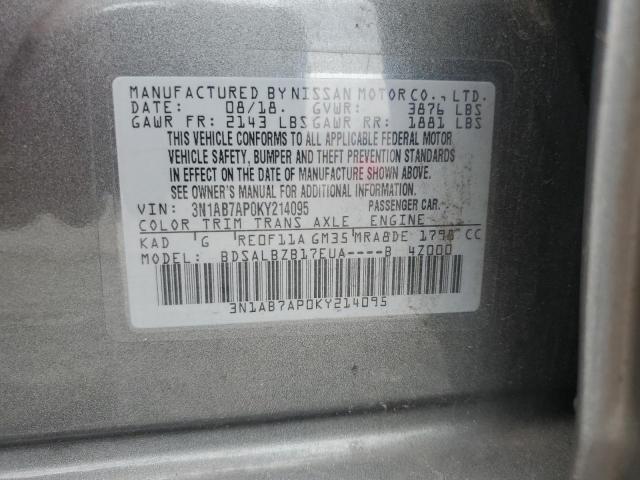 MANUFACTURED BY NISSAN MOTOR CO., LTD.
DATE: 08/18. GVWR: 3876 LBS
GAWR FR: 2143 LBS GAWR RR: 1881 LBS
THIS VEHICLE CONFORMS TO ALL APPLICABLE FEDERAL MOTOR
VEHICLE SAFETY, BUMPER AND THEFT PREVENTION STANDARDS
IN EFFECT ON THE DATE OF MANUFACTURE SHOWN ABOVE.
SEE OWNER'S MANUAL FOR ADDITIONAL INFORMATION.
VIN: 3N1AB7AP0KY214095 PASSENGER CAR.
COLOR TRIM TRANS AXLE ENGINE
KAD G RE0F11A GM35 MRA8DE 1798 CC
MODEL: BDSALBZB17EUA----B 4Z000
3N1AB7AP0KY214095